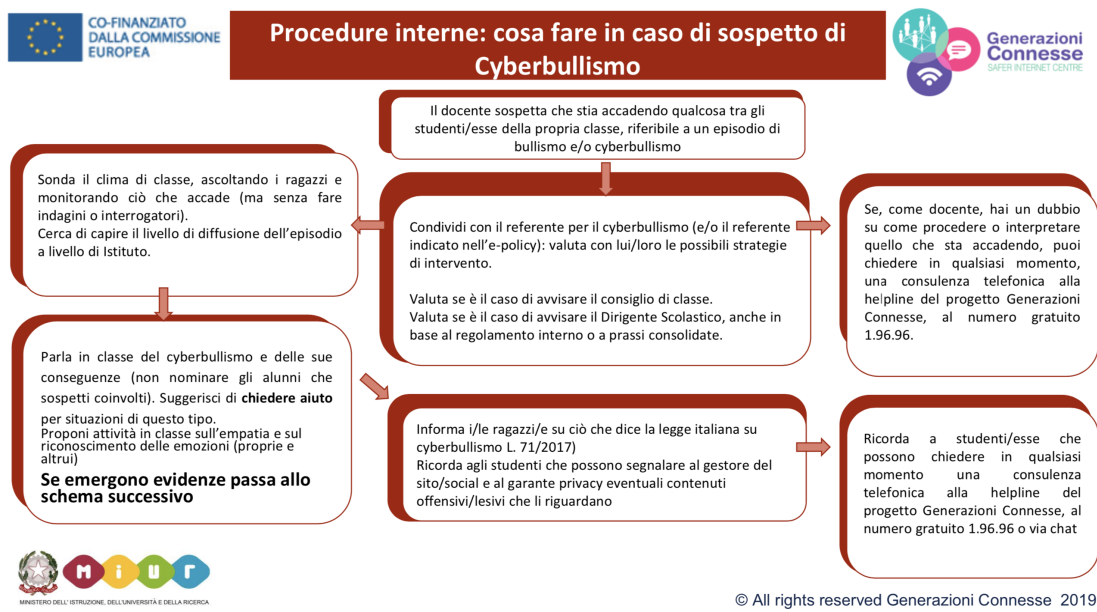 CO-FINANZIATO
DALLA COMMISSIONE
EUROPEA
Procedure interne: cosa fare in caso di sospetto di
Cyberbullismo
Generazioni
Connesse
SAFER INTERNET CENTRE
Il docente sospetta che stia accadendo qualcosa tra gli
studenti/esse della propria classe, riferibile a un episodio di
bullismo e/o cyberbullismo
Sonda il clima di classe, ascoltando i ragazzi e
monitorando ciò che accade (ma senza fare
indagini o interrogatori).
Cerca di capire il livello di diffusione dell'episodio
a livello di Istituto.
Condividi con il referente per il cyberbullismo (e/o il referente
indicato nell'e-policy): valuta con lui/loro le possibili strategie
di intervento.
Valuta se è il caso di avvisare il consiglio di classe.
Valuta se è il caso di avvisare il Dirigente Scolastico, anche in
base al regolamento interno o a prassi consolidate.
Se, come docente, hai un dubbio
su come procedere o interpretare
quello che sta accadendo, puoi
chiedere in qualsiasi momento,
una consulenza telefonica alla
helpline del progetto Generazioni
Connesse, al numero gratuito
1.96.96.
Parla in classe del cyberbullismo e delle sue
conseguenze (non nominare gli alunni che
sospetti coinvolti). Suggerisci di chiedere aiuto
per situazioni di questo tipo.
Proponi attività in classe sull'empatia e sul
riconoscimento delle emozioni (proprie e
altrui)
Se emergono evidenze passa allo
schema successivo
Informa i/le ragazzi/e su ciò che dice la legge italiana su
cyberbullismo L. 71/2017)
Ricorda agli studenti che possono segnalare al gestore del
sito/social e al garante privacy eventuali contenuti
offensivi/lesivi che li riguardano
Ricorda a studenti/esse che
possono chiedere in qualsiasi
momento una consulenza
telefonica alla helpline del
progetto Generazioni Connesse, al
numero gratuito 1.96.96 o via chat
miur
MINISTERO DELL' ISTRUZIONE, DELL'UNIVERSITÀ E DELLA RICERCA
© All rights reserved Generazioni Connesse 2019